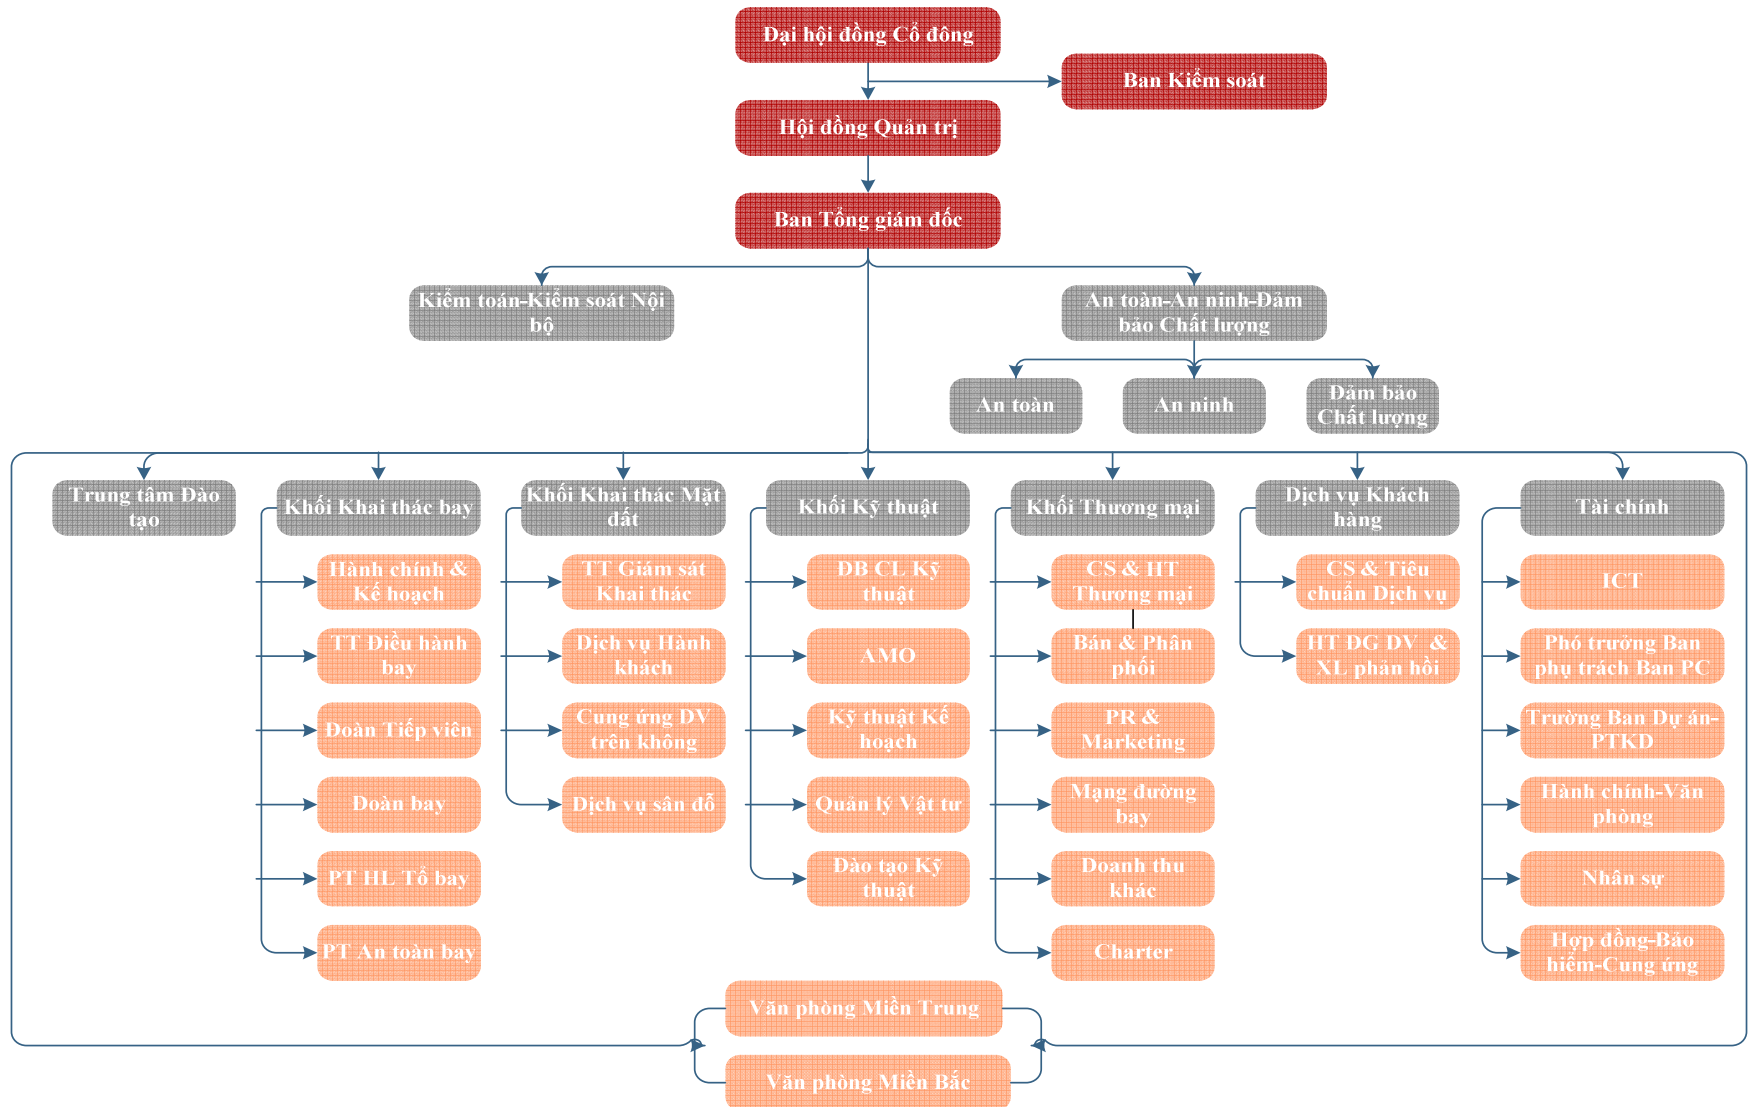 Đại hội đồng Cổ đông
Ban Kiểm soát
Hội đồng Quản trị
Ban Tổng giám đốc
Kiểm toán-Kiểm soát Nội
bộ
An toàn-An ninh-Đảm
bảo Chất lượng
An toàn
An ninh
Đảm bảo
Chất lượng
Trung tâm Đào
tạo
Khối Khai thác bay
Khối Khai thác Mặt
đất
Khối Kỹ thuật
Khối Thương mại
Dịch vụ Khách
hàng
Tài chính
Hành chính &
Kế hoạch
TT Điều hành
bay
Đoàn Tiếp viên
Đoàn bay
PT HL Tổ bay
PT An toàn bay
TT Giám sát
Khai thác
Dịch vụ Hành
khách
Cung ứng DV
trên không
Dịch vụ sân đỗ
ĐB CL Kỹ
thuật
AMO
Kỹ thuật Kế
hoạch
Quản lý Vật tư
Đào tạo Kỹ
thuật
CS & HT
Thương mại
Bán & Phân
phối
PR &
Marketing
Mạng đường
bay
Doanh thu
khác
Charter
CS & Tiêu
chuẩn Dịch vụ
HT ĐG DV &
XL phản hồi
ICT
Phó trưởng Ban
phụ trách Ban PC
Trường Ban Dự án-
PTKD
Hành chính-Văn
phòng
Nhân sự
Hợp đồng-Bảo
hiểm-Cung ứng
Văn phòng Miền Trung
Văn phòng Miền Bắc